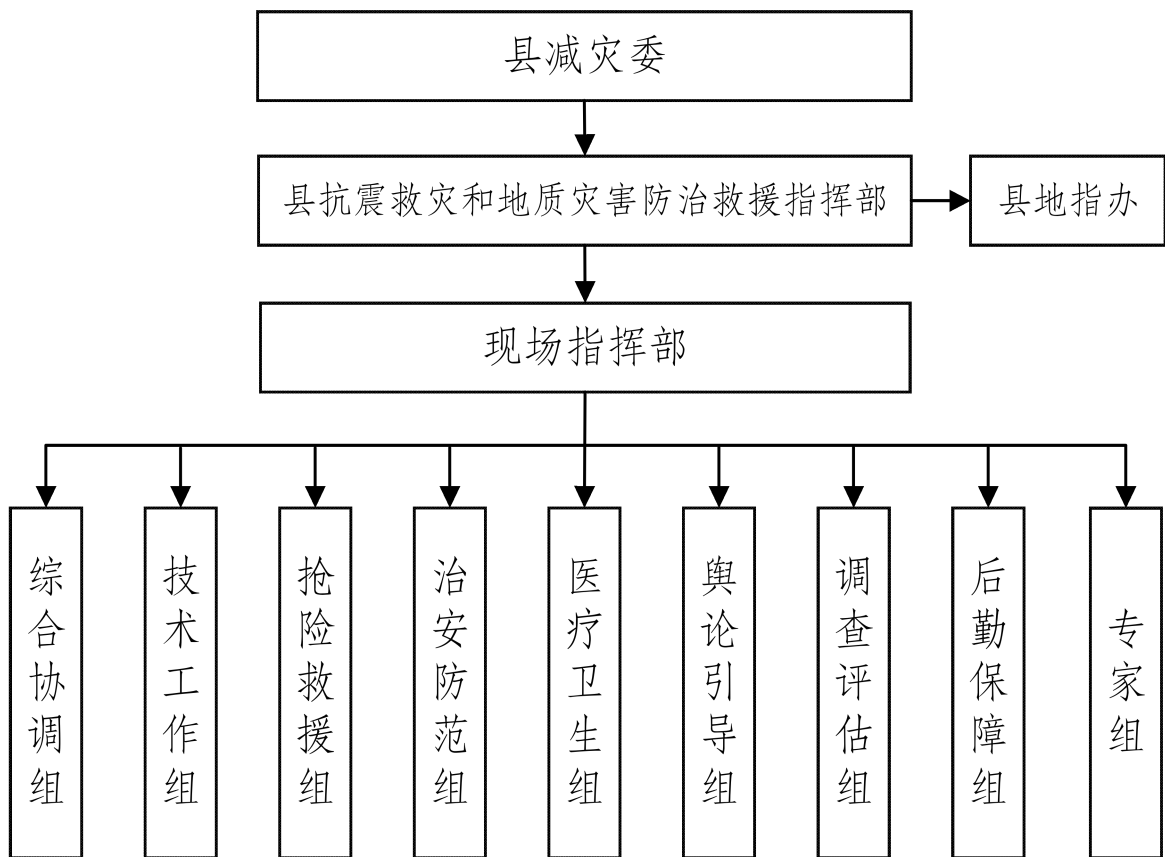 县减灾委
县抗震救灾和地质灾害防治救援指挥部
县地指办
现场指挥部
综合协调组
技术工作组
抢险救援组
治安防范组
医疗卫生组
舆论引导组
调查评估组
后勤保障组
专家组